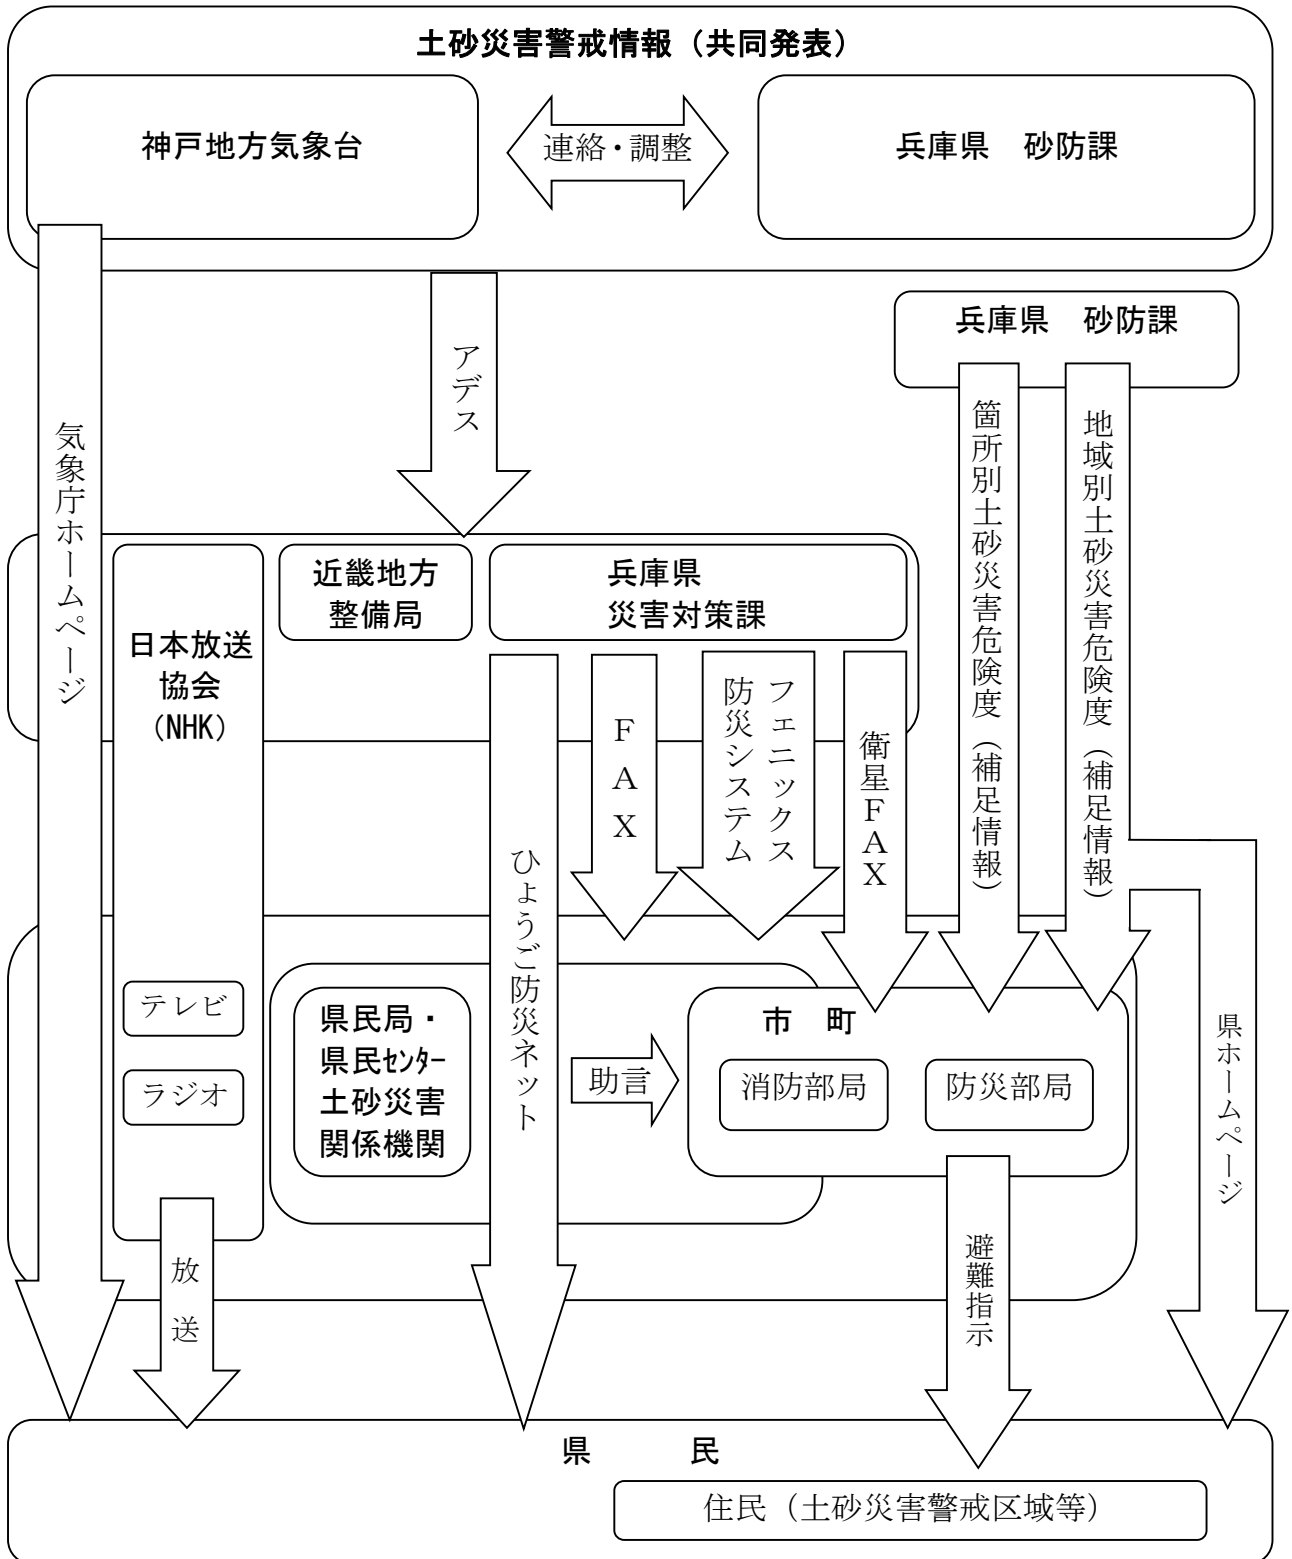 土砂災害警戒情報（共同発表）
神戸地方気象台
連絡・調整
兵庫県　砂防課
兵庫県　砂防課
アデス
気象庁ホームページ
箇所別土砂災害危険度（補足情報）
地域別土砂災害危険度（補足情報）
日本放送
協会
（NHK）
近畿地方
整備局
兵庫県
災害対策課
ひょうご防災ネット
ＦＡＸ
フェニックス
防災システム
衛星ＦＡＸ
テレビ
ラジオ
県民局・
県民ｾﾝﾀｰ
土砂災害
関係機関
助言
市　町
消防部局
防災部局
県ホームページ
放送
避難指示
県　　　民
住民（土砂災害警戒区域等）